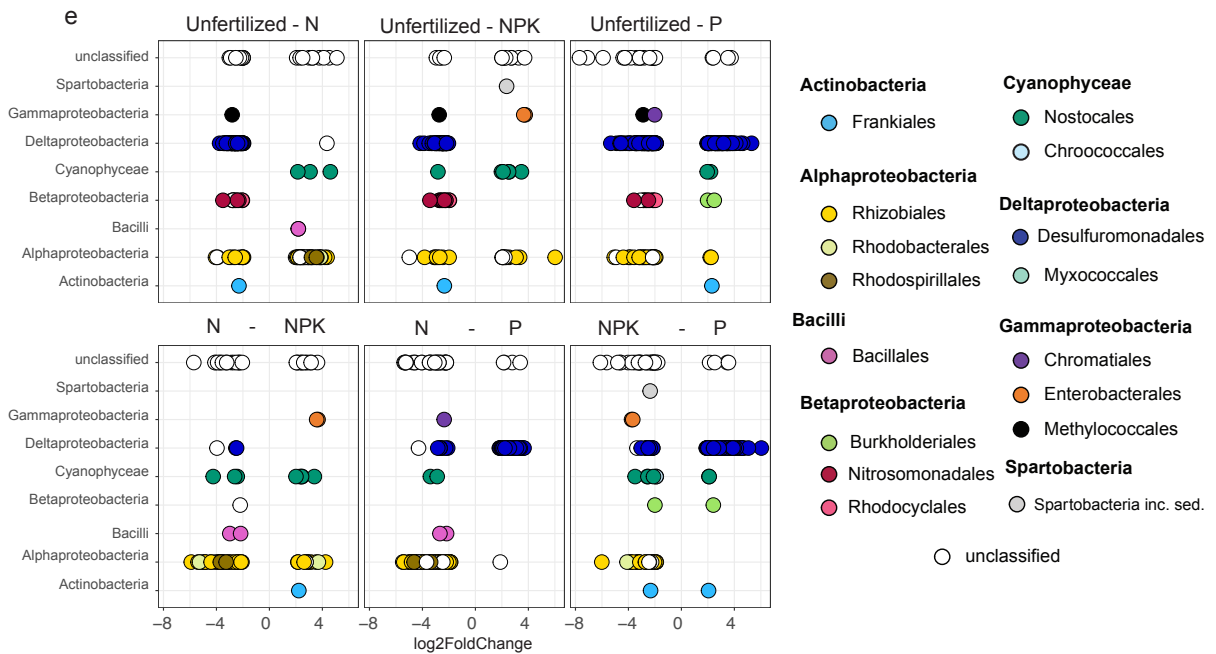 e
Unfertilized - N
Unfertilized - NPK
Unfertilized - P
unclassified
Spartobacteria
Gammaproteobacteria
Deltaproteobacteria
Cyanophyceae
Betaproteobacteria
Bacilli
Alphaproteobacteria
Actinobacteria
N - NPK
N - P
NPK - P
unclassified
Spartobacteria
Gammaproteobacteria
Deltaproteobacteria
Cyanophyceae
Betaproteobacteria
Bacilli
Alphaproteobacteria
Actinobacteria
−8 −4 0 4 −8 −4 0 4 −8 −4 0 4
log2FoldChange
Actinobacteria
Frankiales
Alphaproteobacteria
Rhizobiales
Rhodobacterales
Rhodospirillales
Bacilli
Bacillales
Betaproteobacteria
Burkholderiales
Nitrosomonadales
Rhodocyclales
Cyanophyceae
Nostocales
Chroococcales
Deltaproteobacteria
Desulfuromonadales
Myxococcales
Gammaproteobacteria
Chromatiales
Enterobacterales
Methylococcales
Spartobacteria
Spartobacteria inc. sed.
unclassified